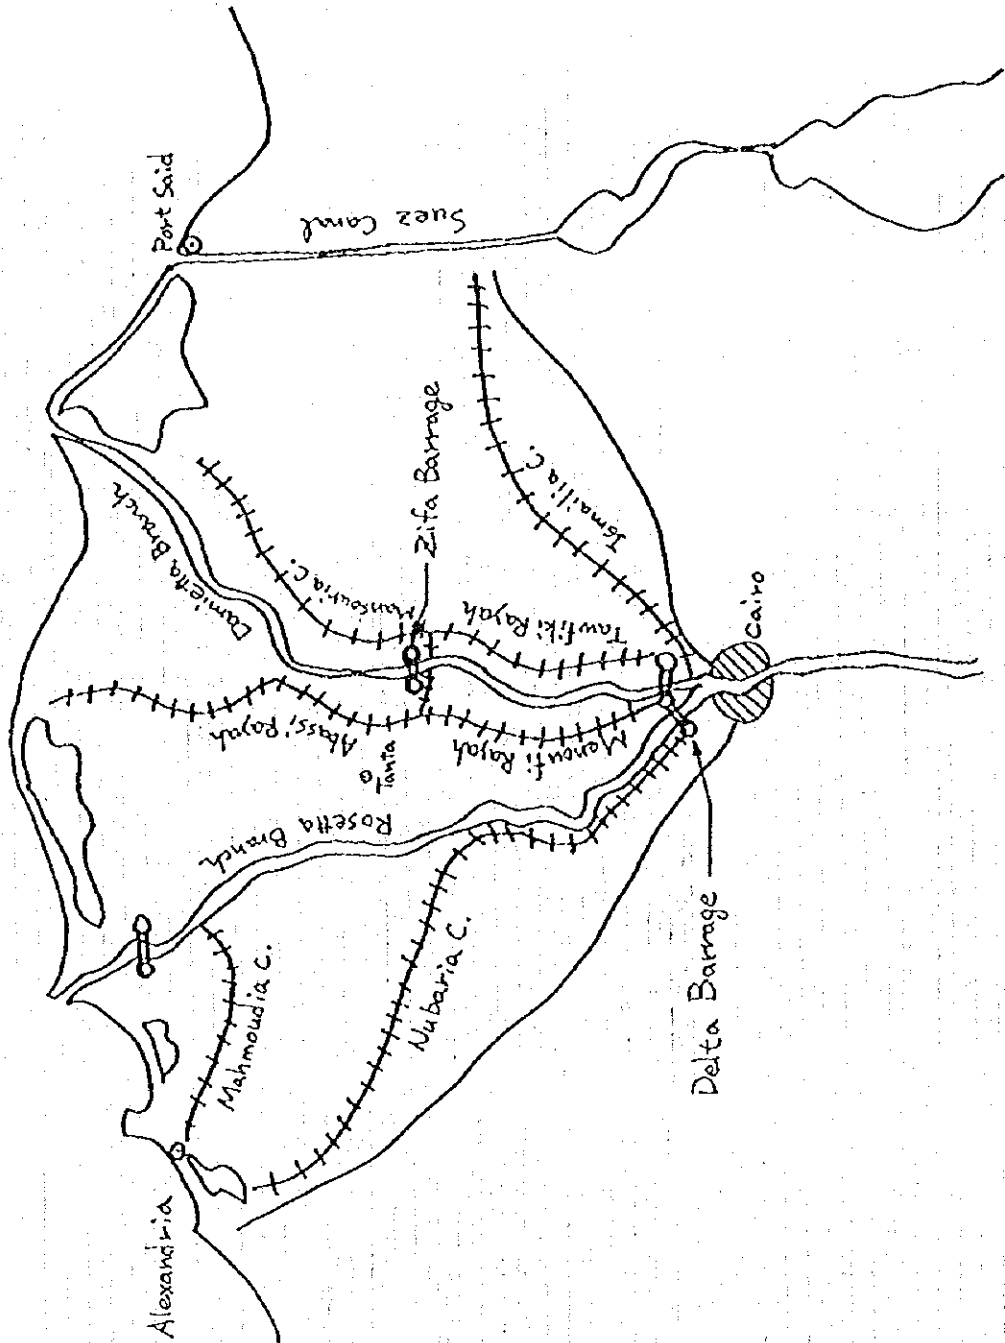 Alexandria
Port Said
Suez Canal
Mahmoudia C.
Nubaria C.
Rosetta
Branch
Damietta Branch
Abassi Rayah
Tanta
Menoufi Rayah
Mansouria C.
Zifa Barrage
Tawfiki Rayah
Ismailia C.
Delta Barrage
Cairo